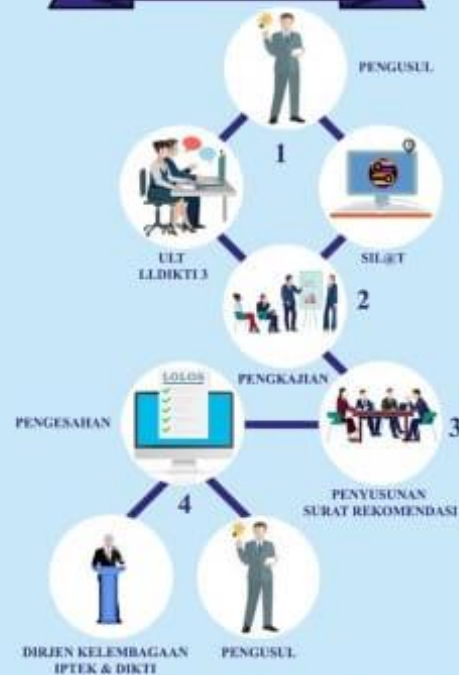 PENGUSUL
1
ULT
LLDIKTI 3
SIL@T
2
PENGKAJIAN
LOLOS
PENGESAHAN
3
PENYUSUNAN
SURAT REKOMENDASI
4
DIRJEN KELEMBAGAAN
IPTEK & DIKTI
PENGUSUL